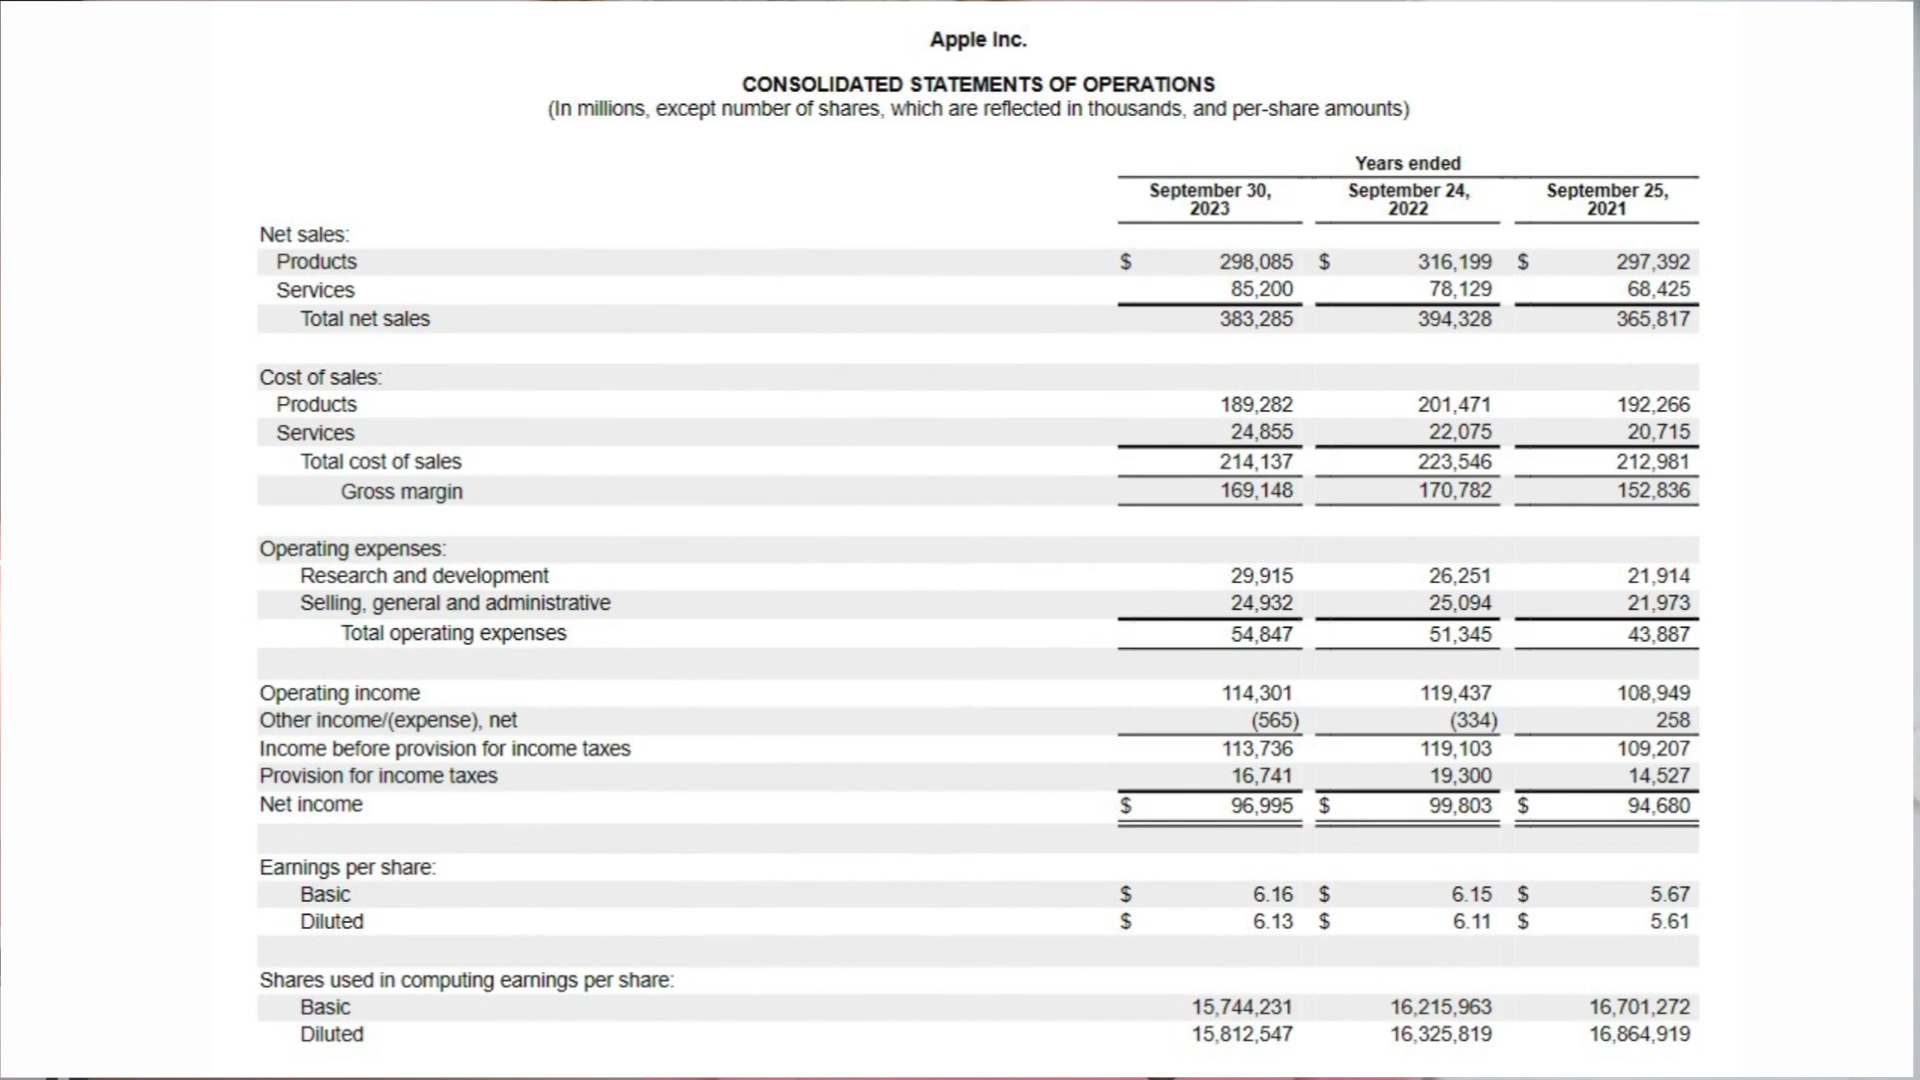 Apple Inc.
CONSOLIDATED STATEMENTS OF OPERATIONS
(In millions, except number of shares, which are reflected in thousands, and per-share amounts)
Years ended
September 30, 2023 September 24, 2022 September 25, 2021
Net sales:
Products $ 298,085 $ 316,199 $ 297,392
Services 85,200 78,129 68,425
Total net sales 383,285 394,328 365,817
Cost of sales:
Products 189,282 201,471 192,266
Services 24,855 22,075 20,715
Total cost of sales 214,137 223,546 212,981
Gross margin 169,148 170,782 152,836
Operating expenses:
Research and development 29,915 26,251 21,914
Selling, general and administrative 24,932 25,094 21,973
Total operating expenses 54,847 51,345 43,887
Operating income 114,301 119,437 108,949
Other income/(expense), net (565) (334) 258
Income before provision for income taxes 113,736 119,103 109,207
Provision for income taxes 16,741 19,300 14,527
Net income $ 96,995 $ 99,803 $ 94,680
Earnings per share:
Basic $ 6.16 $ 6.15 $ 5.67
Diluted $ 6.13 $ 6.11 $ 5.61
Shares used in computing earnings per share:
Basic 15,744,231 16,215,963 16,701,272
Diluted 15,812,547 16,325,819 16,864,919